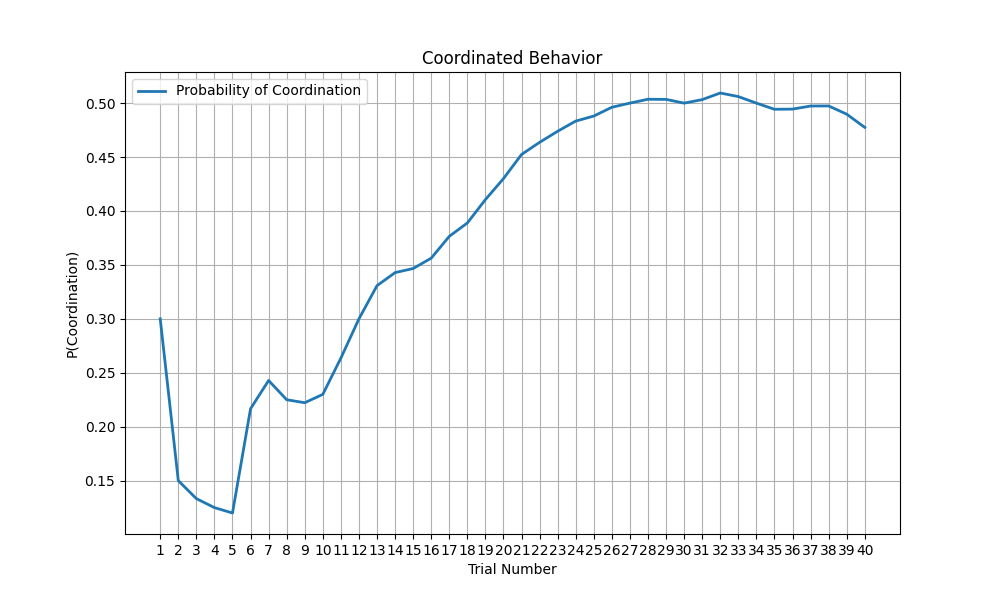 Coordinated Behavior
Probability of Coordination
P(Coordination)
0.50
0.45
0.40
0.35
0.30
0.25
0.20
0.15
1 2 3 4 5 6 7 8 9 10 11 12 13 14 15 16 17 18 19 20 21 22 23 24 25 26 27 28 29 30 31 32 33 34 35 36 37 38 39 40
Trial Number